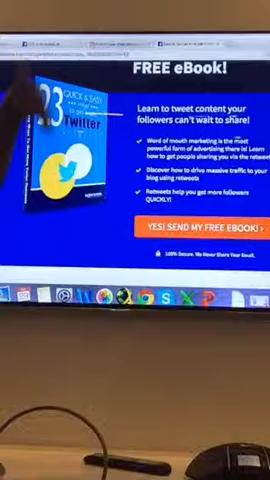 FREE eBook!
Learn to tweet content your
followers can't wait to share!
Word of mouth marketing is the most
powerful form of advertising there is! Learn
how to get people sharing you via the retweet
Discover how to drive massive traffic to your
blog using retweets
Retweets help you get more followers
QUICKLY!
YES! SEND MY FREE EBOOK!
100% Secure. We Never Share Your Email.
23
QUICK & EASY
Twitter